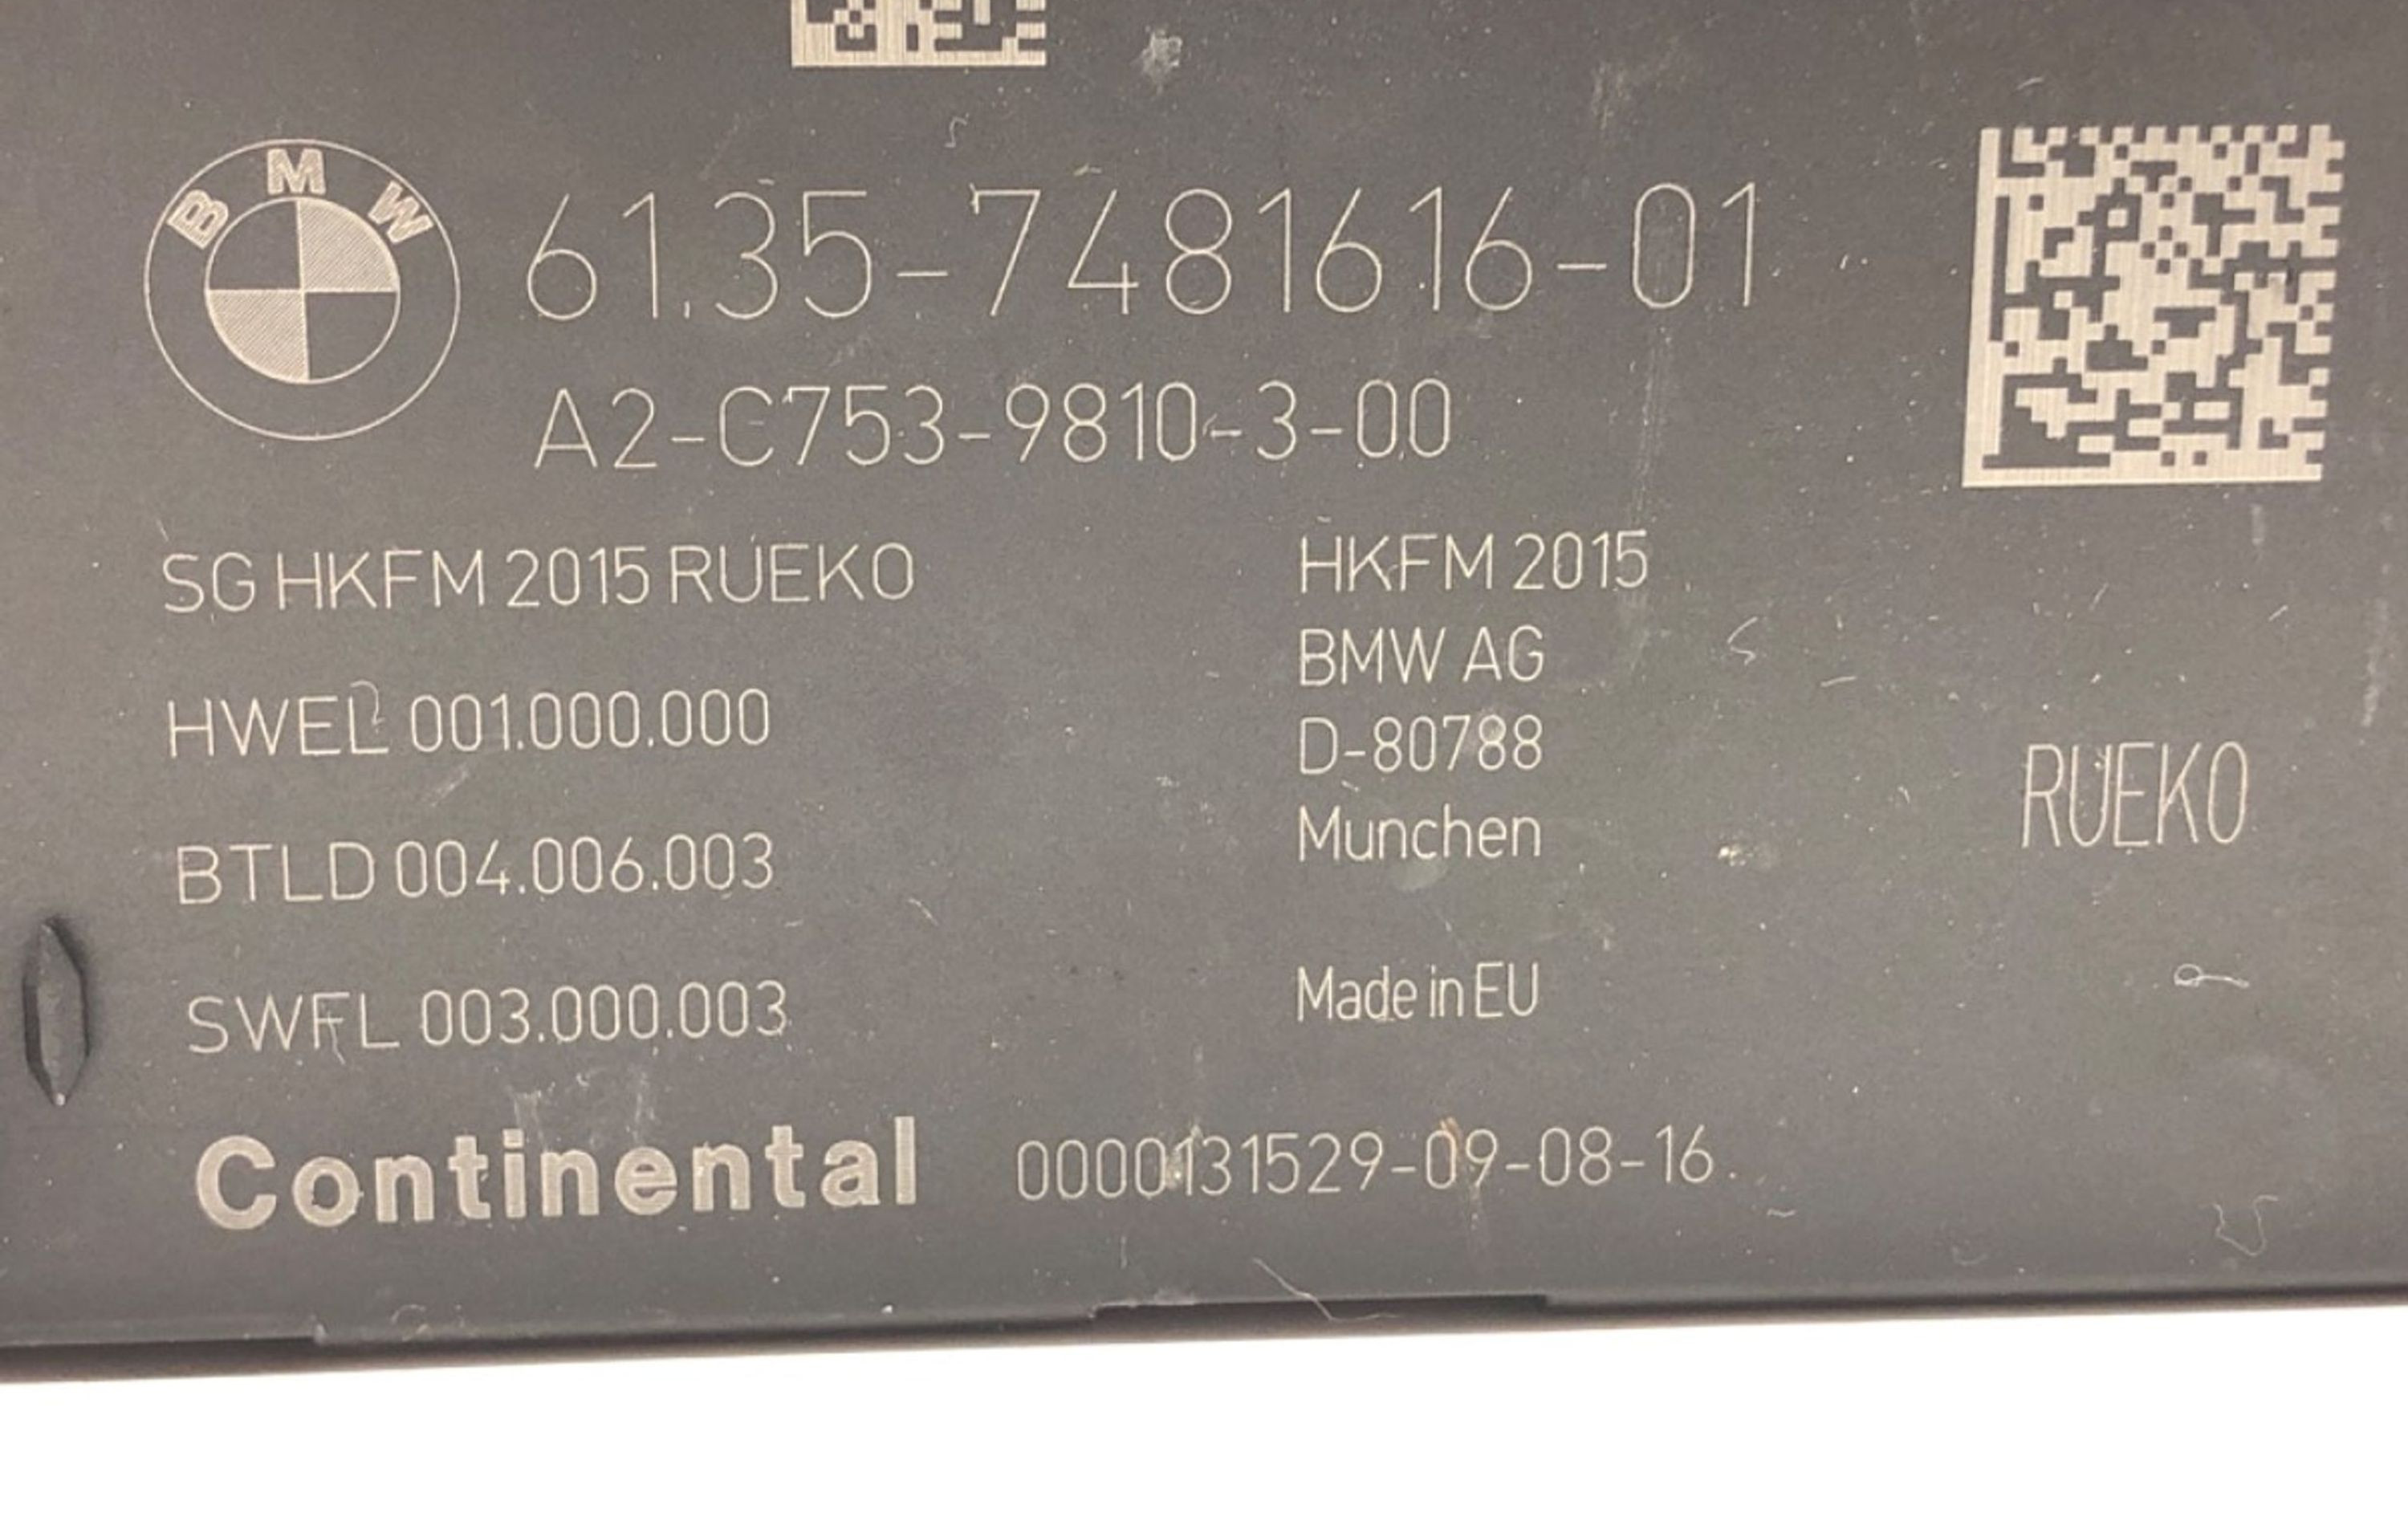 BMW
61.35-7481616-01
A2-C753-9810-3-00
SG HKFM 2015 RUEKO
HWEL 001.000.000
BTLD 004.006.003
SWFL 003.000.003
HKFM 2015
BMW AG
D-80788
Munchen
Made in EU
RUEKO
Continental 0000131529-09-08-16